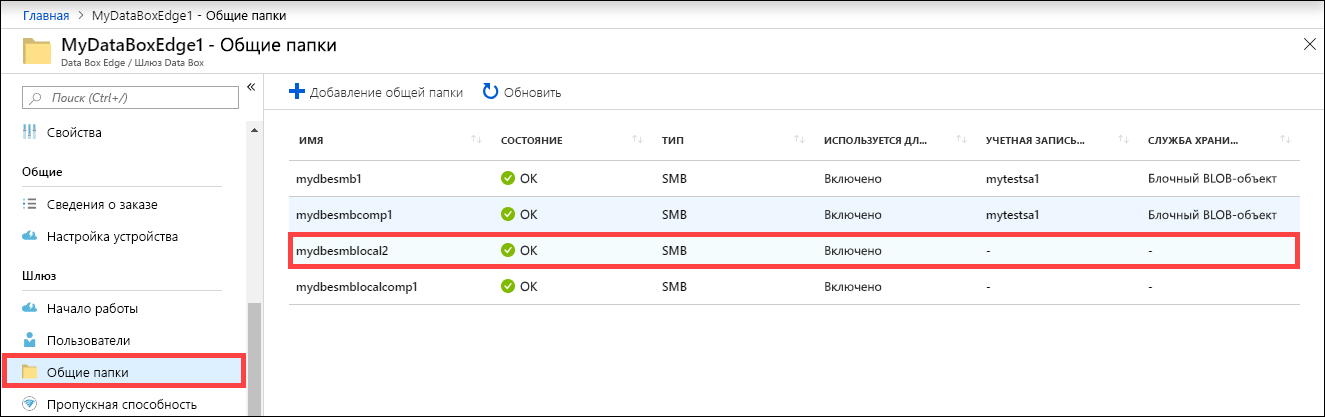 Главная > MyDataBoxEdge1 - Общие папки
MyDataBoxEdge1 - Общие папки
Data Box Edge / Шлюз Data Box
Поиск (Ctrl+/)
Свойства
Общие
Сведения о заказе
Настройка устройства
Шлюз
Начало работы
Пользователи
Общие папки
Пропускная способность
Добавление общей папки Обновить
ИМЯ СОСТОЯНИЕ ТИП ИСПОЛЬЗУЕТСЯ ДЛ... УЧЕТНАЯ ЗАПИСЬ... СЛУЖБА ХРАНИ...
mydbesmb1 OK SMB Включено mytestsa1 Блочный BLOB-объект
mydbesmbcomp1 OK SMB Включено mytestsa1 Блочный BLOB-объект
mydbesmblocal2 OK SMB Включено - -
mydbesmblocalcomp1 OK SMB Включено - -